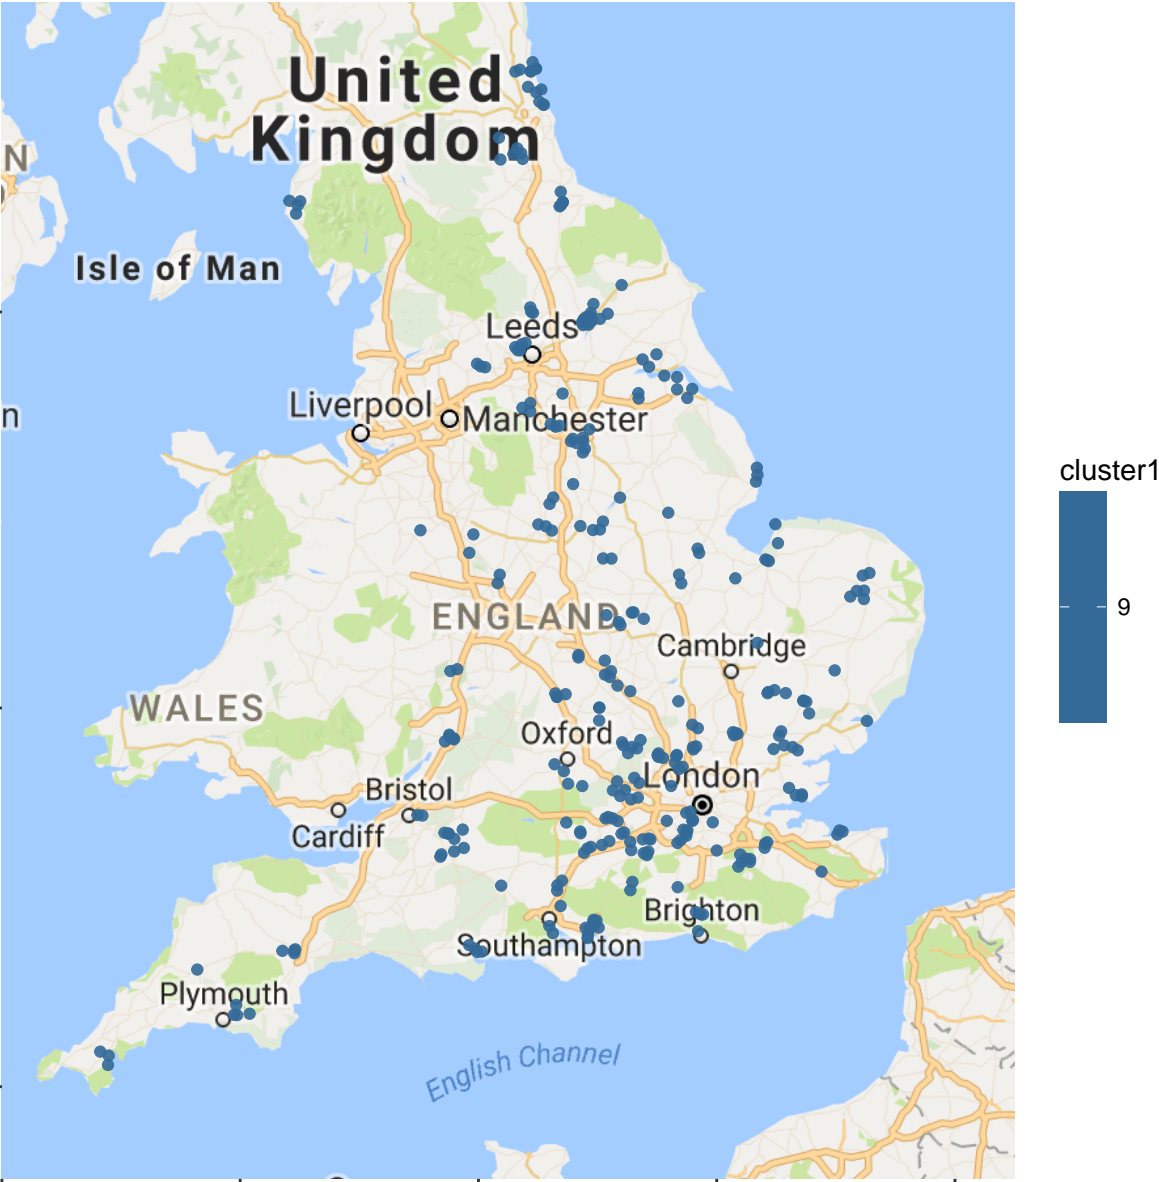 United
Kingdom
N
Isle of Man
Leeds
Liverpool
Manchester
n
ENGLAND
Cambridge
WALES
Oxford
London
Bristol
Cardiff
Brighton
Southampton
Plymouth
English Channel
cluster1
9